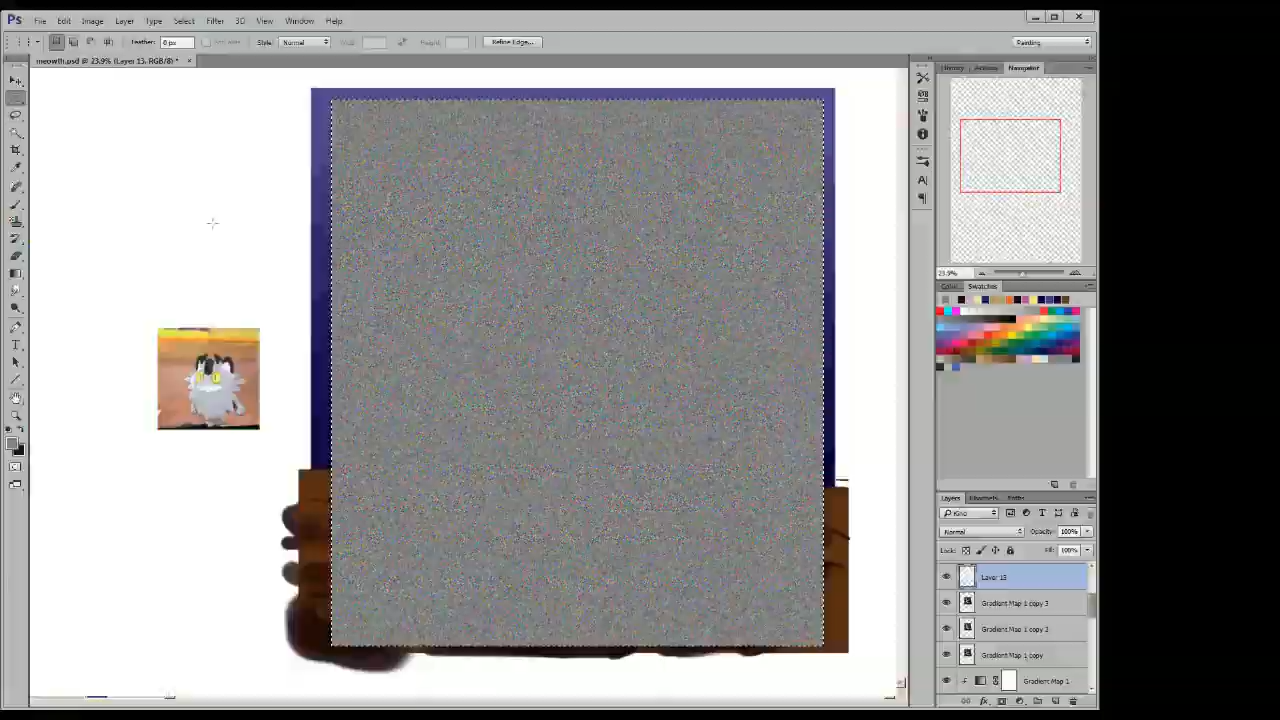 Ps File Edit Image Layer Type Select Filter 3D View Window Help
Feather: 0 px Style: Normal Height: Refine Edge... Painting
meowth.psd @ 23.9% (Layer 13, RGB/8) *
History Actions Navigator
23.9%
Color Swatches
Layers Channels Paths
Kind
Normal Opacity: 100%
Lock: Fill: 100%
Layer 13
Gradient Map 1 copy 3
Gradient Map 1 copy 2
Gradient Map 1 copy
Gradient Map 1